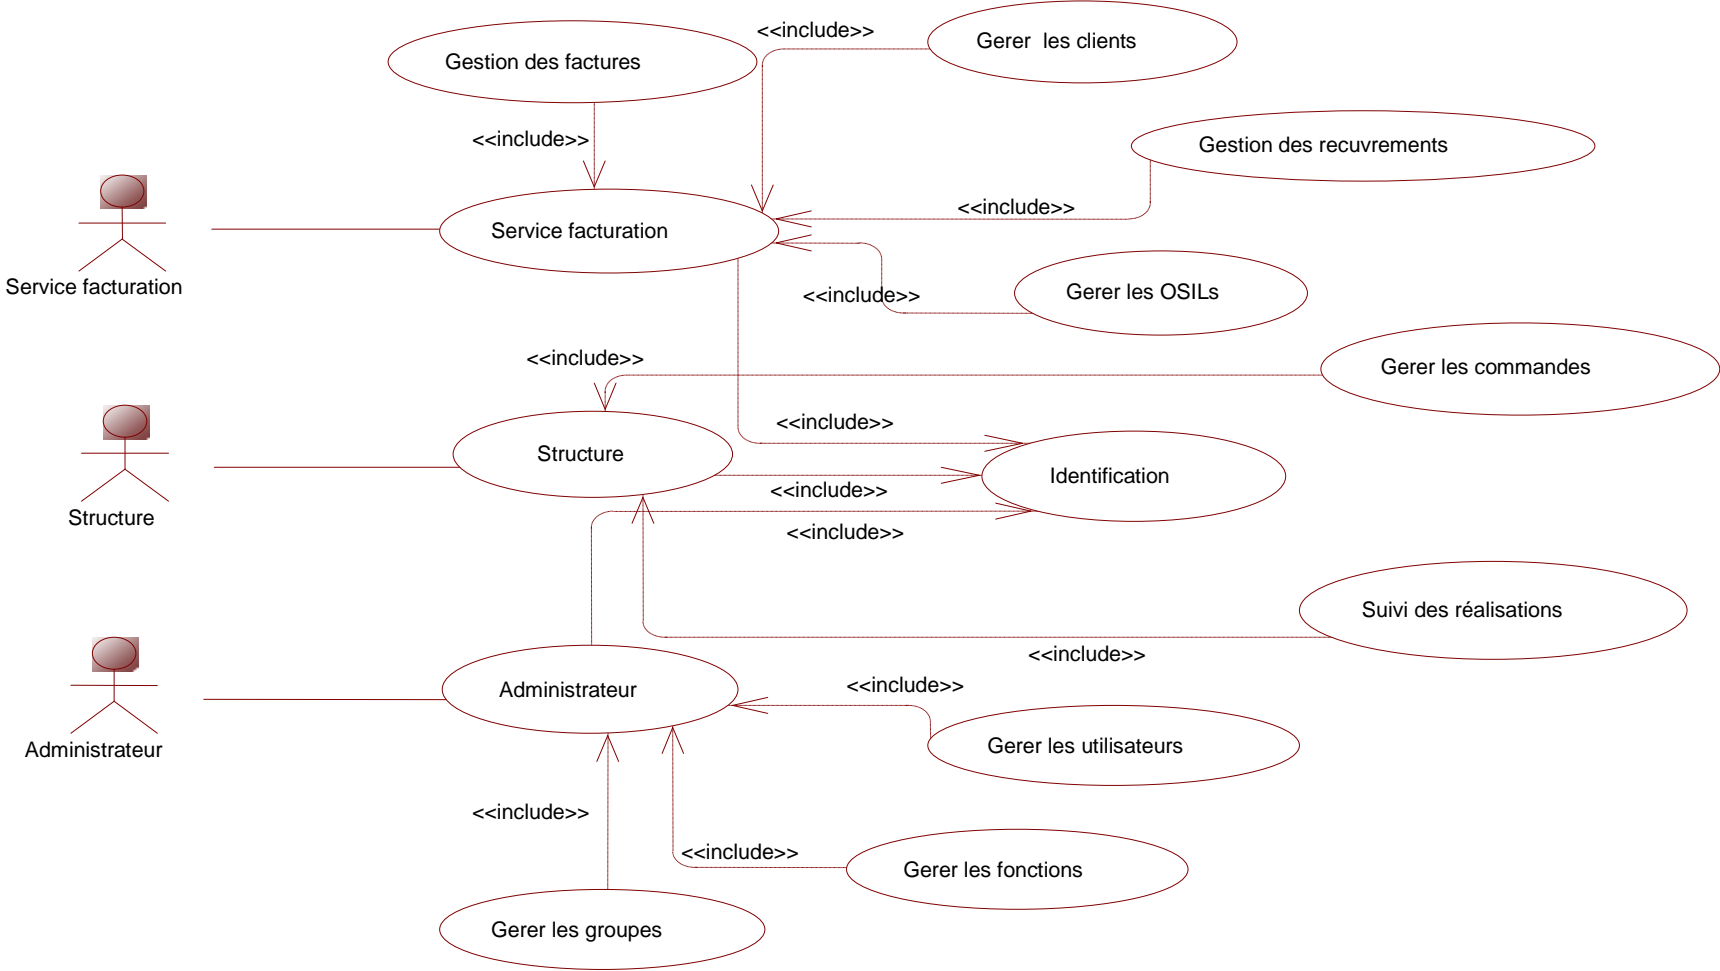 <<include>>
Gerer les clients
Gestion des factures
<<include>>
Gestion des recuvrements
<<include>>
Service facturation
Service facturation
<<include>>
Gerer les OSILs
<<include>>
Gerer les commandes
<<include>>
Structure
Identification
<<include>>
Structure
<<include>>
Suivi des réalisations
<<include>>
Administrateur
<<include>>
Administrateur
Gerer les utilisateurs
<<include>>
<<include>>
Gerer les fonctions
Gerer les groupes